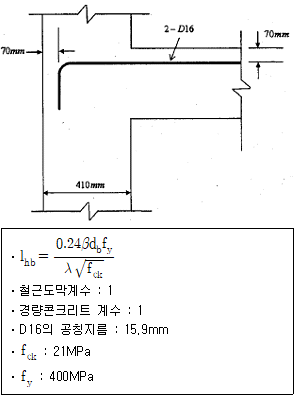 2-D16
70mm
70mm
410mm
· l_hb = 0.24βd_bf_y / λ√f_ck
· 철근도막계수 : 1
· 경량콘크리트 계수 : 1
· D16의 공칭지름 : 15,9mm
· f_ck : 21MPa
· f_y : 400MPa